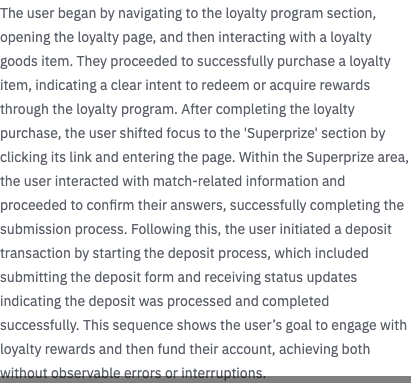 The user began by navigating to the loyalty program section,
opening the loyalty page, and then interacting with a loyalty
goods item. They proceeded to successfully purchase a loyalty
item, indicating a clear intent to redeem or acquire rewards
through the loyalty program. After completing the loyalty
purchase, the user shifted focus to the 'Superprize' section by
clicking its link and entering the page. Within the Superprize area,
the user interacted with match-related information and
proceeded to confirm their answers, successfully completing the
submission process. Following this, the user initiated a deposit
transaction by starting the deposit process, which included
submitting the deposit form and receiving status updates
indicating the deposit was processed and completed
successfully. This sequence shows the user’s goal to engage with
loyalty rewards and then fund their account, achieving both
without observable errors or interruptions.